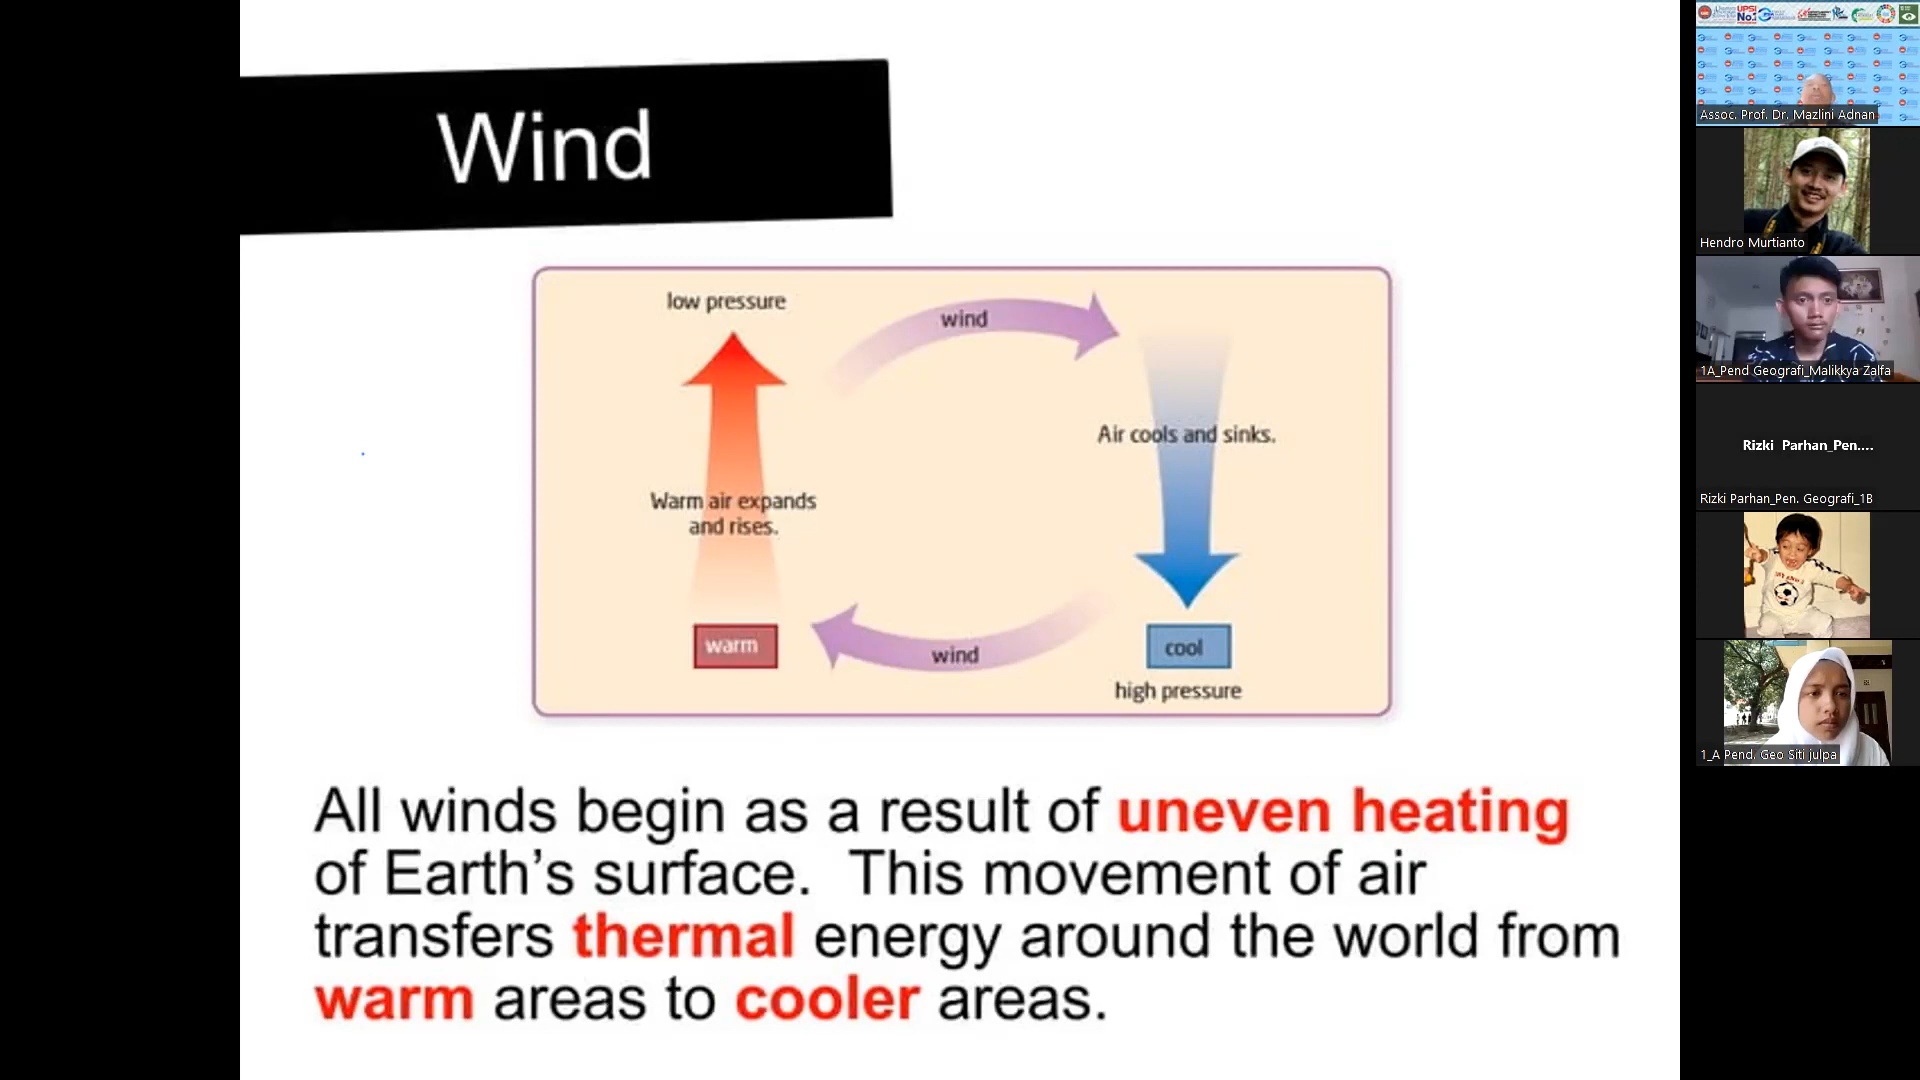 Wind
low pressure
wind
Air cools and sinks.
Warm air expands
and rises.
warm
wind
cool
high pressure
All winds begin as a result of uneven heating
of Earth’s surface. This movement of air
transfers thermal energy around the world from
warm areas to cooler areas.
UPSI
No.1
Assoc. Prof. Dr. Mazlini Adnan
Hendro Murtianto
1A_Pend Geografi_Malikkya Zalfa
Rizki Parhan_Pen....
Rizki Parhan_Pen. Geografi_1B
1_A Pend. Geo Siti julpa